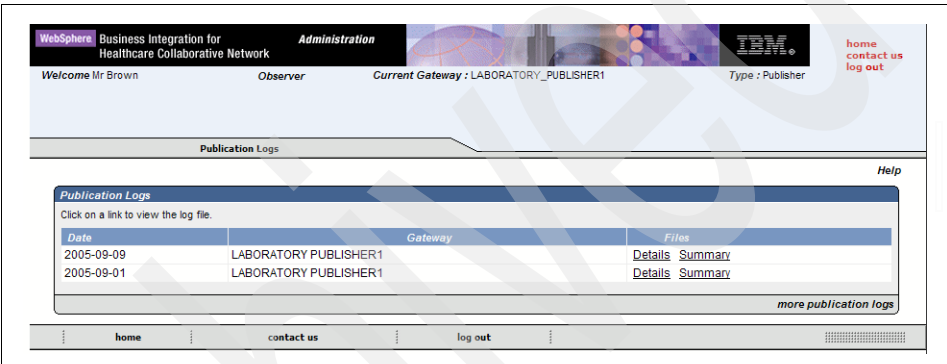 WebSphere Business Integration for Administration IBM® home
Healthcare Collaborative Network contact us
log out
Welcome Mr Brown Observer Current Gateway : LABORATORY_PUBLISHER1 Type : Publisher
Publication Logs
Help
Publication Logs
Click on a link to view the log file.
Date Gateway Files
2005-09-09 LABORATORY PUBLISHER1 Details Summary
2005-09-01 LABORATORY PUBLISHER1 Details Summary
more publication logs
home contact us log out